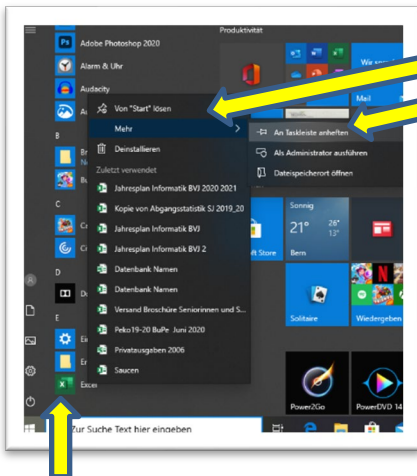 Produktivität
Ps Adobe Photoshop 2020
Alarm & Uhr
Audacity
Von "Start" lösen
Mehr
An Taskleiste anheften
Deinstallieren
Als Administrator ausführen
Dateispeicherort öffnen
Zuletzt verwendet
Jahresplan Informatik BVJ 2020 2021
Kopie von Abgangsstatistik SJ 2019_20
Jahresplan Informatik BVJ
Jahresplan Informatik BVJ 2
Datenbank Namen
Datenbank Namen
Versand Broschüre Seniorinnen und S...
Peko19-20 BuPe Juni 2020
Privatausgaben 2006
Saucen
B
C
D
E
Excel
Mail
Sonnig
21° 26°
13°
Bern
Store
Solitaire
Wiedergeben
Power2Go
PowerDVD 14
Zur Suche Text hier eingeben